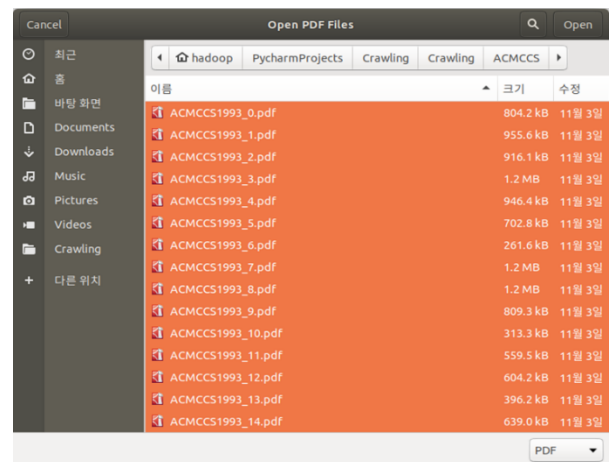 Cancel Open PDF Files Open
최근
홈
바탕 화면
Documents
Downloads
Music
Pictures
Videos
Crawling
다른 위치
hadoop PycharmProjects Crawling Crawling ACMCCS
이름 크기 수정
ACMCCS1993_0.pdf 804.2 kB 11월 3일
ACMCCS1993_1.pdf 955.6 kB 11월 3일
ACMCCS1993_2.pdf 916.1 kB 11월 3일
ACMCCS1993_3.pdf 1.2 MB 11월 3일
ACMCCS1993_4.pdf 946.4 kB 11월 3일
ACMCCS1993_5.pdf 702.8 kB 11월 3일
ACMCCS1993_6.pdf 261.6 kB 11월 3일
ACMCCS1993_7.pdf 1.2 MB 11월 3일
ACMCCS1993_8.pdf 1.2 MB 11월 3일
ACMCCS1993_9.pdf 809.3 kB 11월 3일
ACMCCS1993_10.pdf 313.3 kB 11월 3일
ACMCCS1993_11.pdf 559.5 kB 11월 3일
ACMCCS1993_12.pdf 604.2 kB 11월 3일
ACMCCS1993_13.pdf 396.2 kB 11월 3일
ACMCCS1993_14.pdf 639.0 kB 11월 3일
PDF